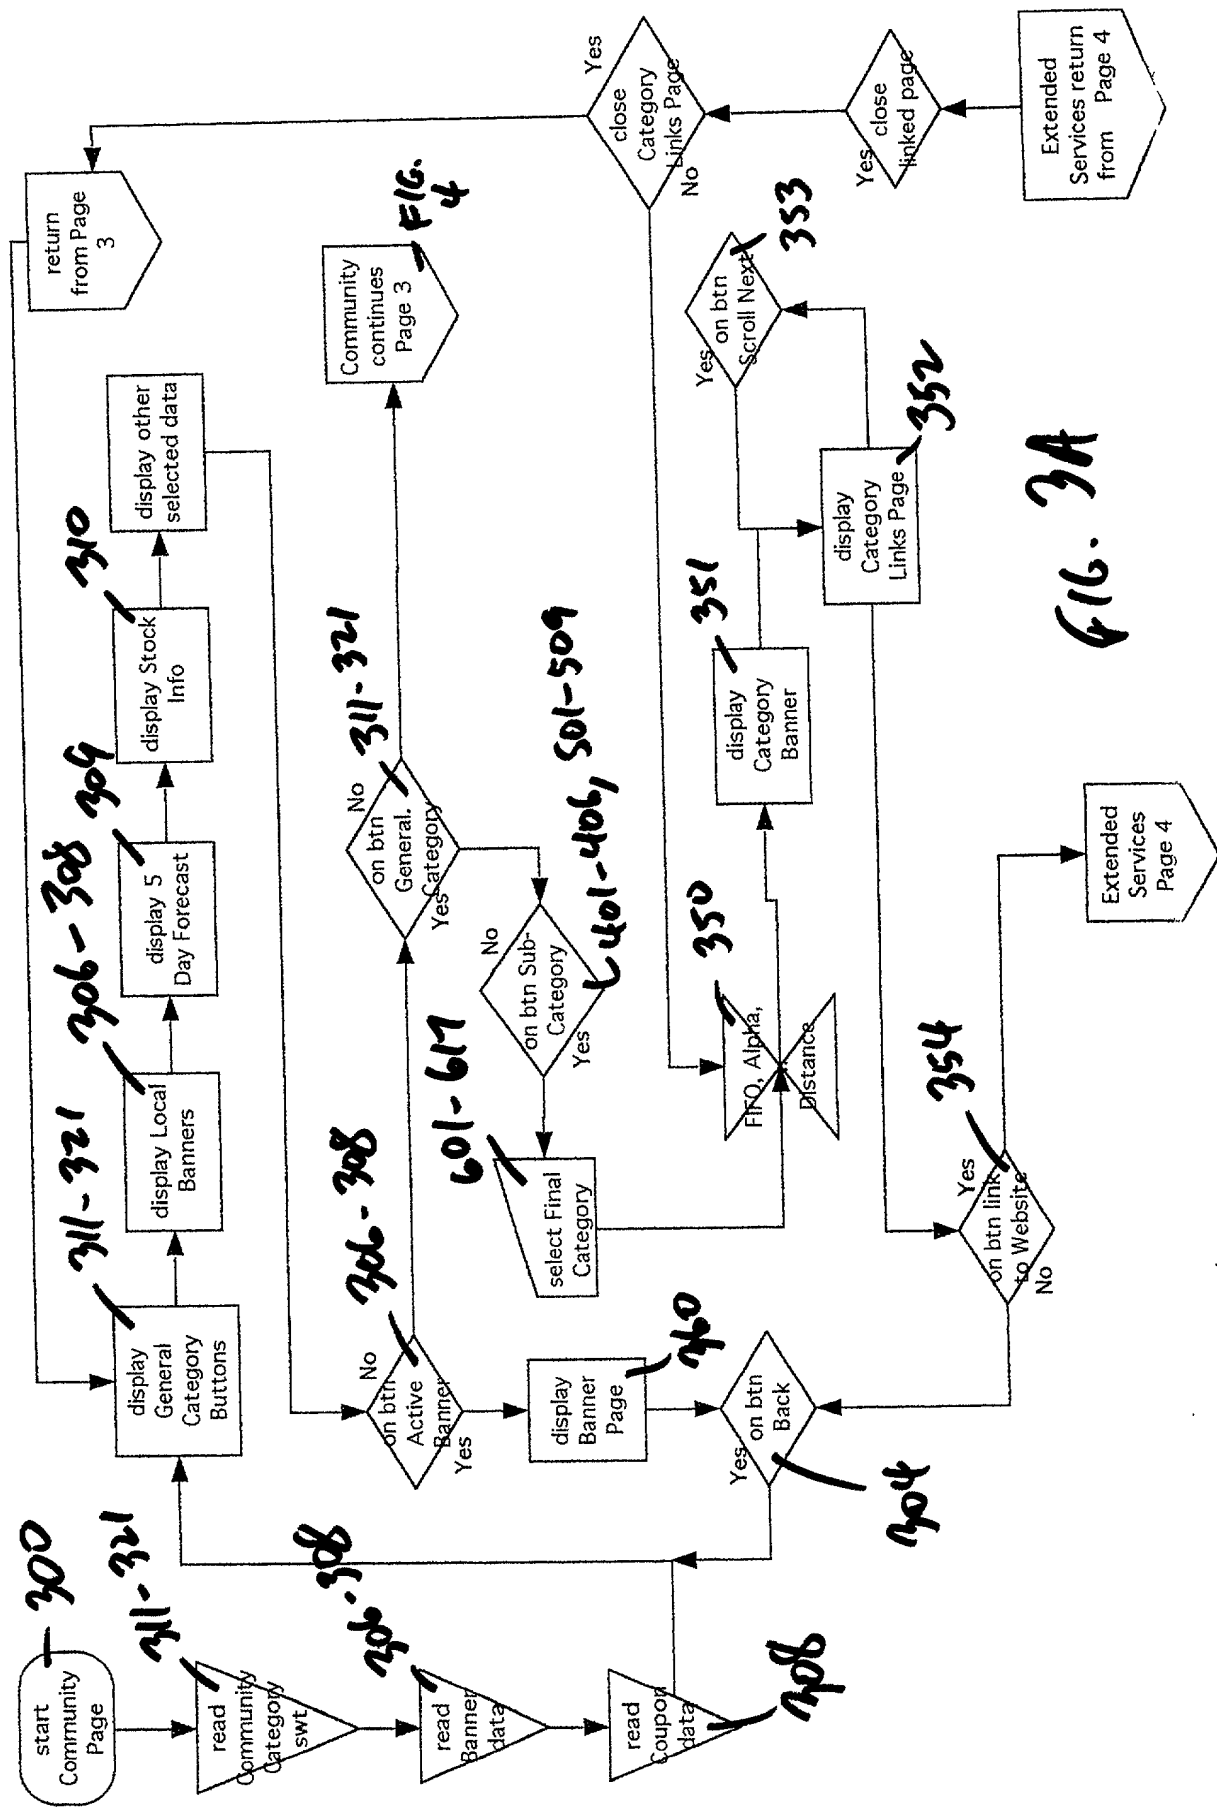 300
start
Community
Page
311-321
read
Community
Category
swt.
306-308
read
Banner
data
308
read
Coupon
data
311-321
display
General
Category
Buttons
306-308
display Local
Banners
309
display 5
Day Forecast
310
display Stock
Info
display other
selected data
return
from Page
3
306-308
on btn
Active
Banner
No
Yes
311-321
on btn
General.
Category
No
Yes
Community
continues
Page 3
FIG.
4
No
on btn Sub-
Category
Yes
401-406, 501-509
601-617
select Final
Category
display
Banner
Page
360
on btn
Back
Yes
304
350
FIFO, Alpha,
Distance
351
display
Category
Banner
display
Category
Links Page
352
on btn
Scroll Next
Yes
353
close
Category
Links Page
Yes
No
close
linked page
Yes
Extended
Services return
from Page 4
354
on btn link
to Website
Yes
No
Extended
Services
Page 4
FIG. 3A